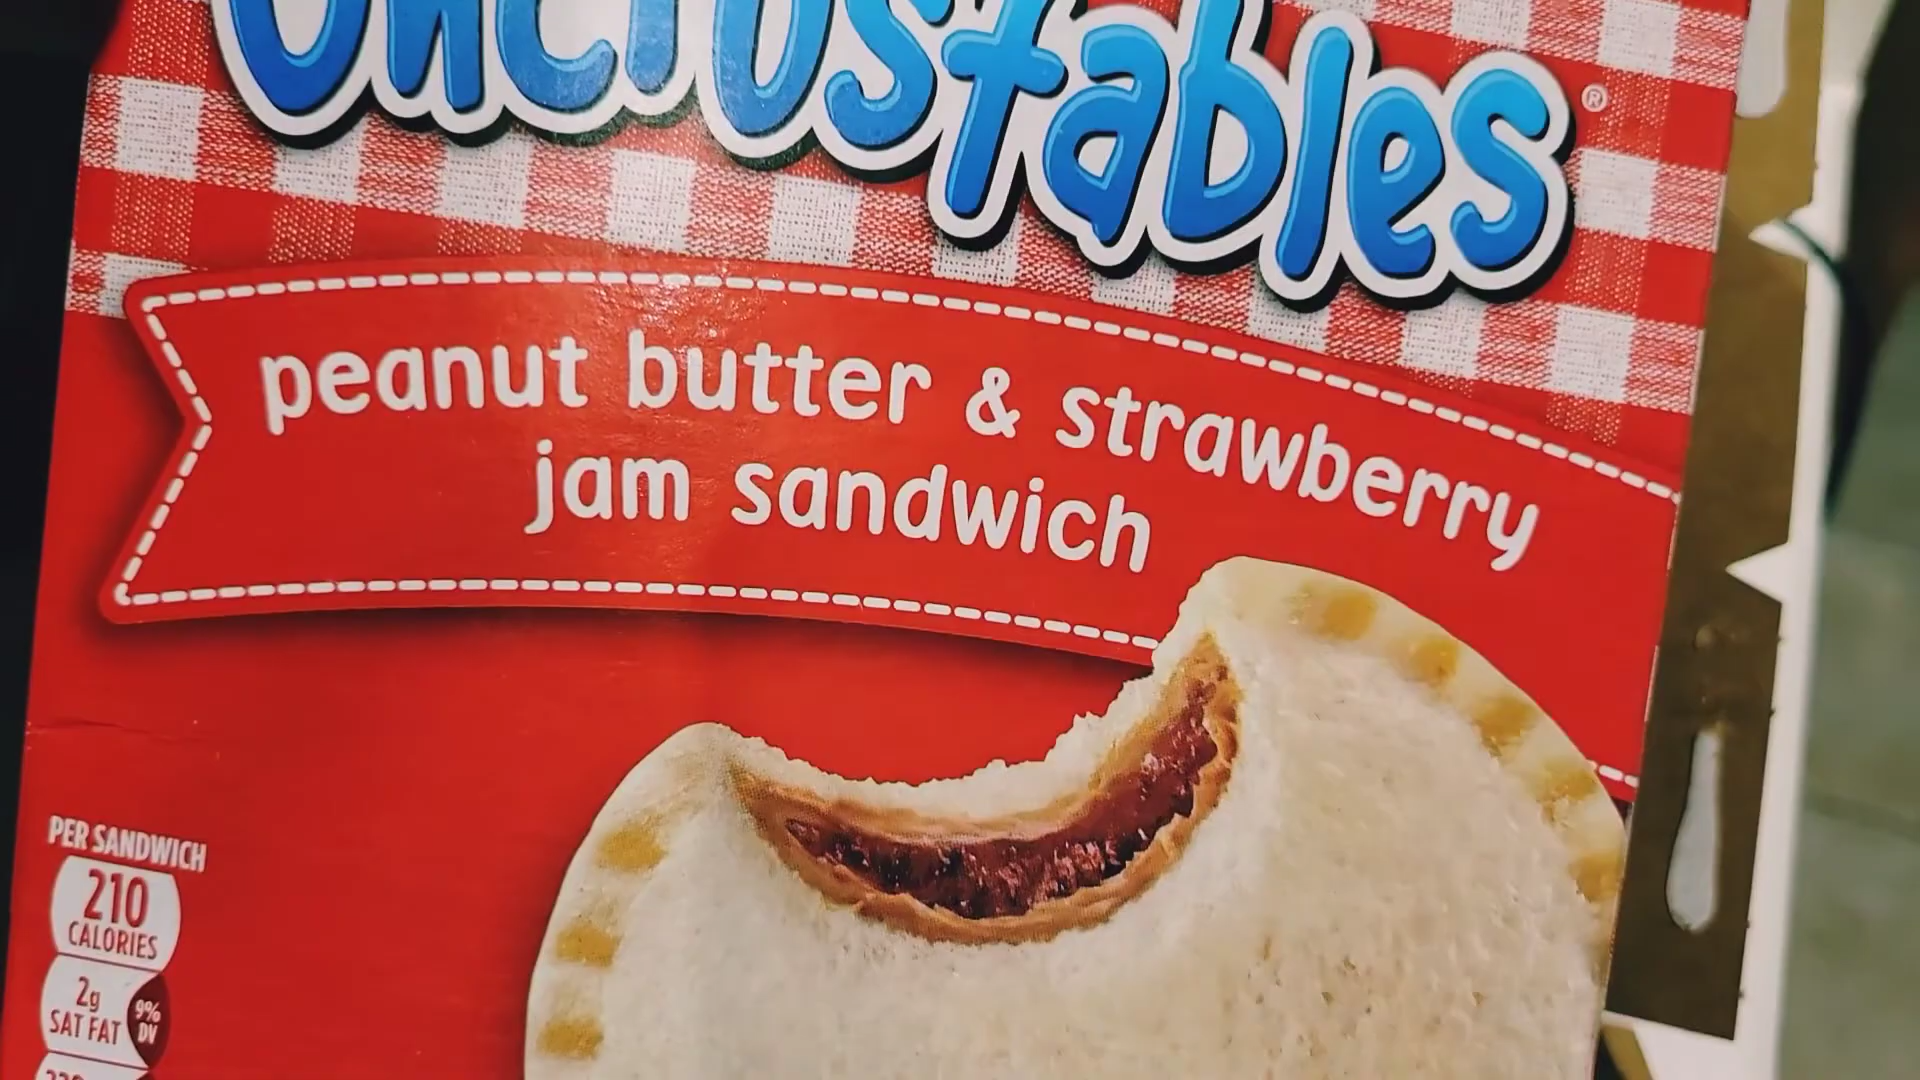 Uncrustables®
peanut butter & strawberry
jam sandwich
PER SANDWICH
210
CALORIES
2g
SAT FAT
9%
DV